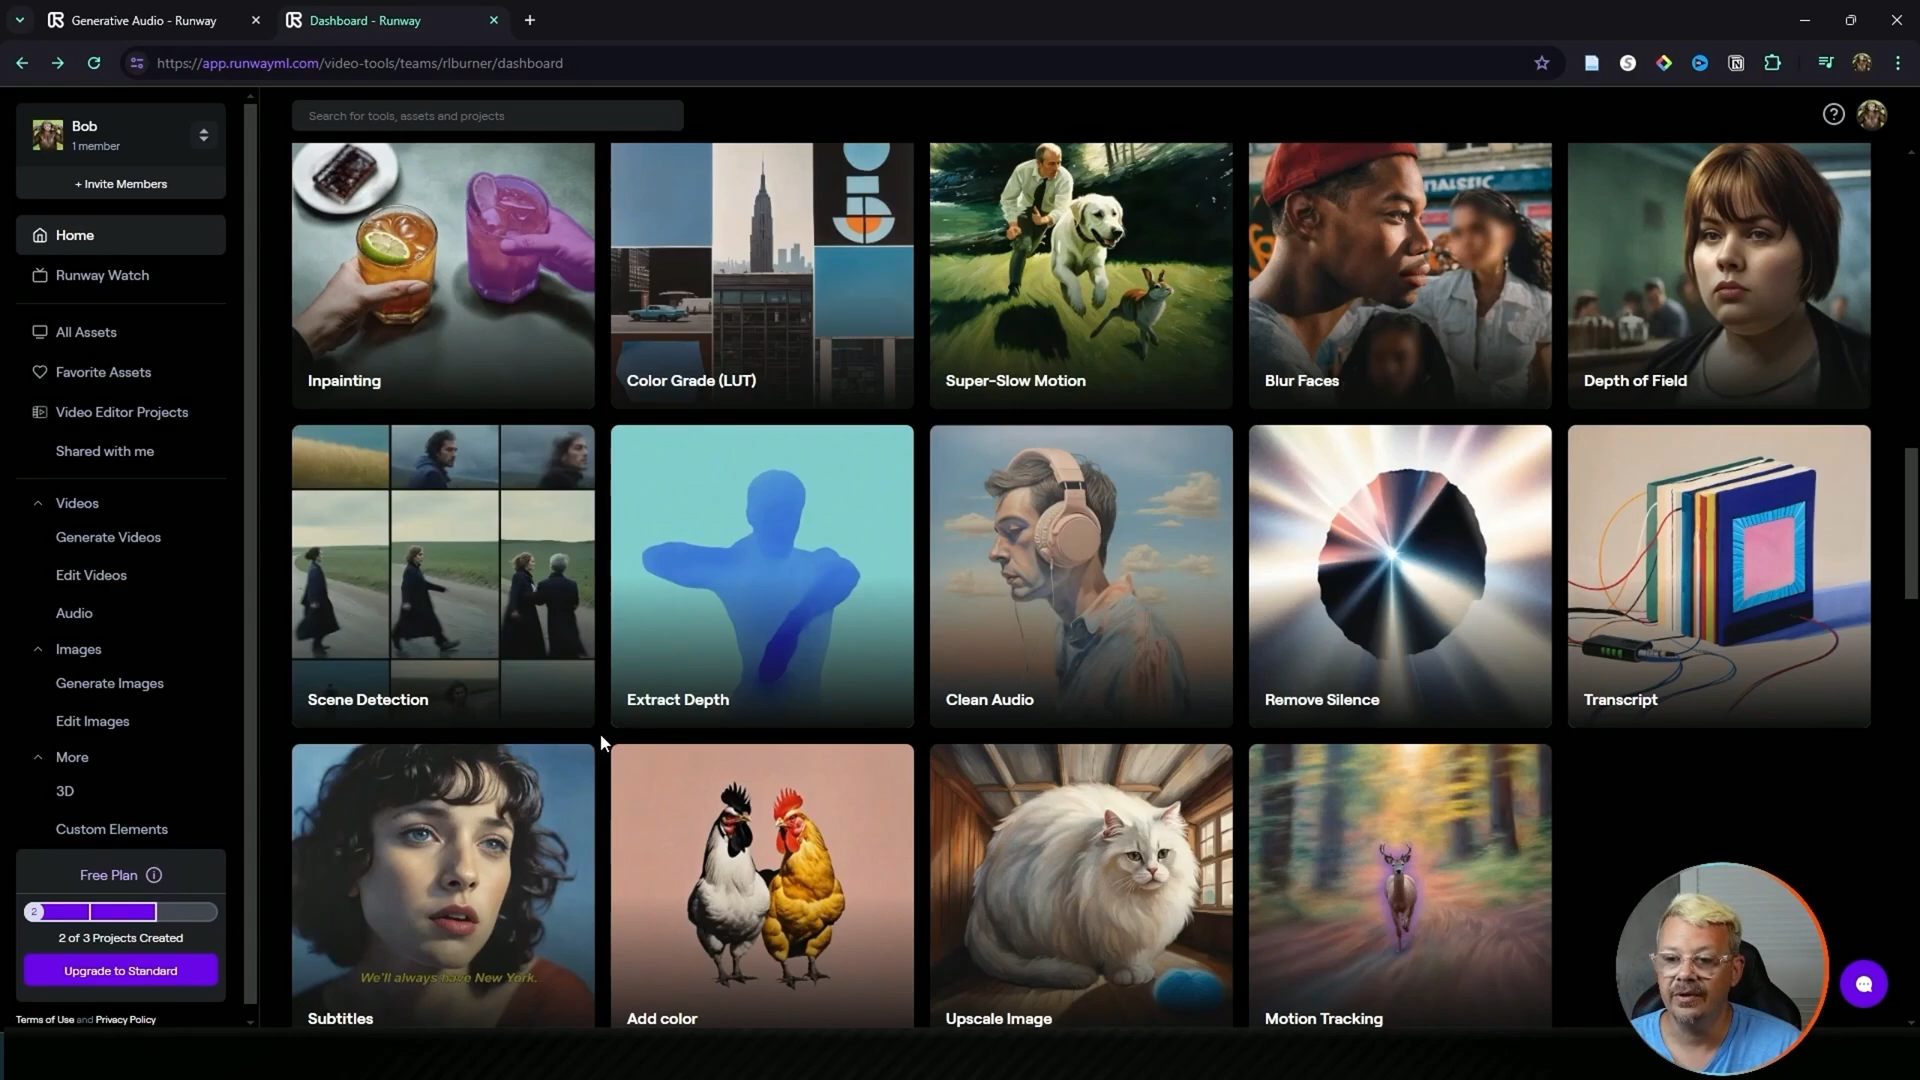 Generative Audio - Runway
Dashboard - Runway
https://app.runwayml.com/video-tools/teams/rlburner/dashboard
Bob
1 member
+ Invite Members
Search for tools, assets and projects
Home
Runway Watch
All Assets
Favorite Assets
Video Editor Projects
Shared with me
Videos
Generate Videos
Edit Videos
Audio
Images
Generate Images
Edit Images
More
3D
Custom Elements
Free Plan
2
2 of 3 Projects Created
Upgrade to Standard
Terms of Use and Privacy Policy
Inpainting
Color Grade (LUT)
Super-Slow Motion
Blur Faces
Depth of Field
Scene Detection
Extract Depth
Clean Audio
Remove Silence
Transcript
We'll always have New York.
Subtitles
Add color
Upscale Image
Motion Tracking